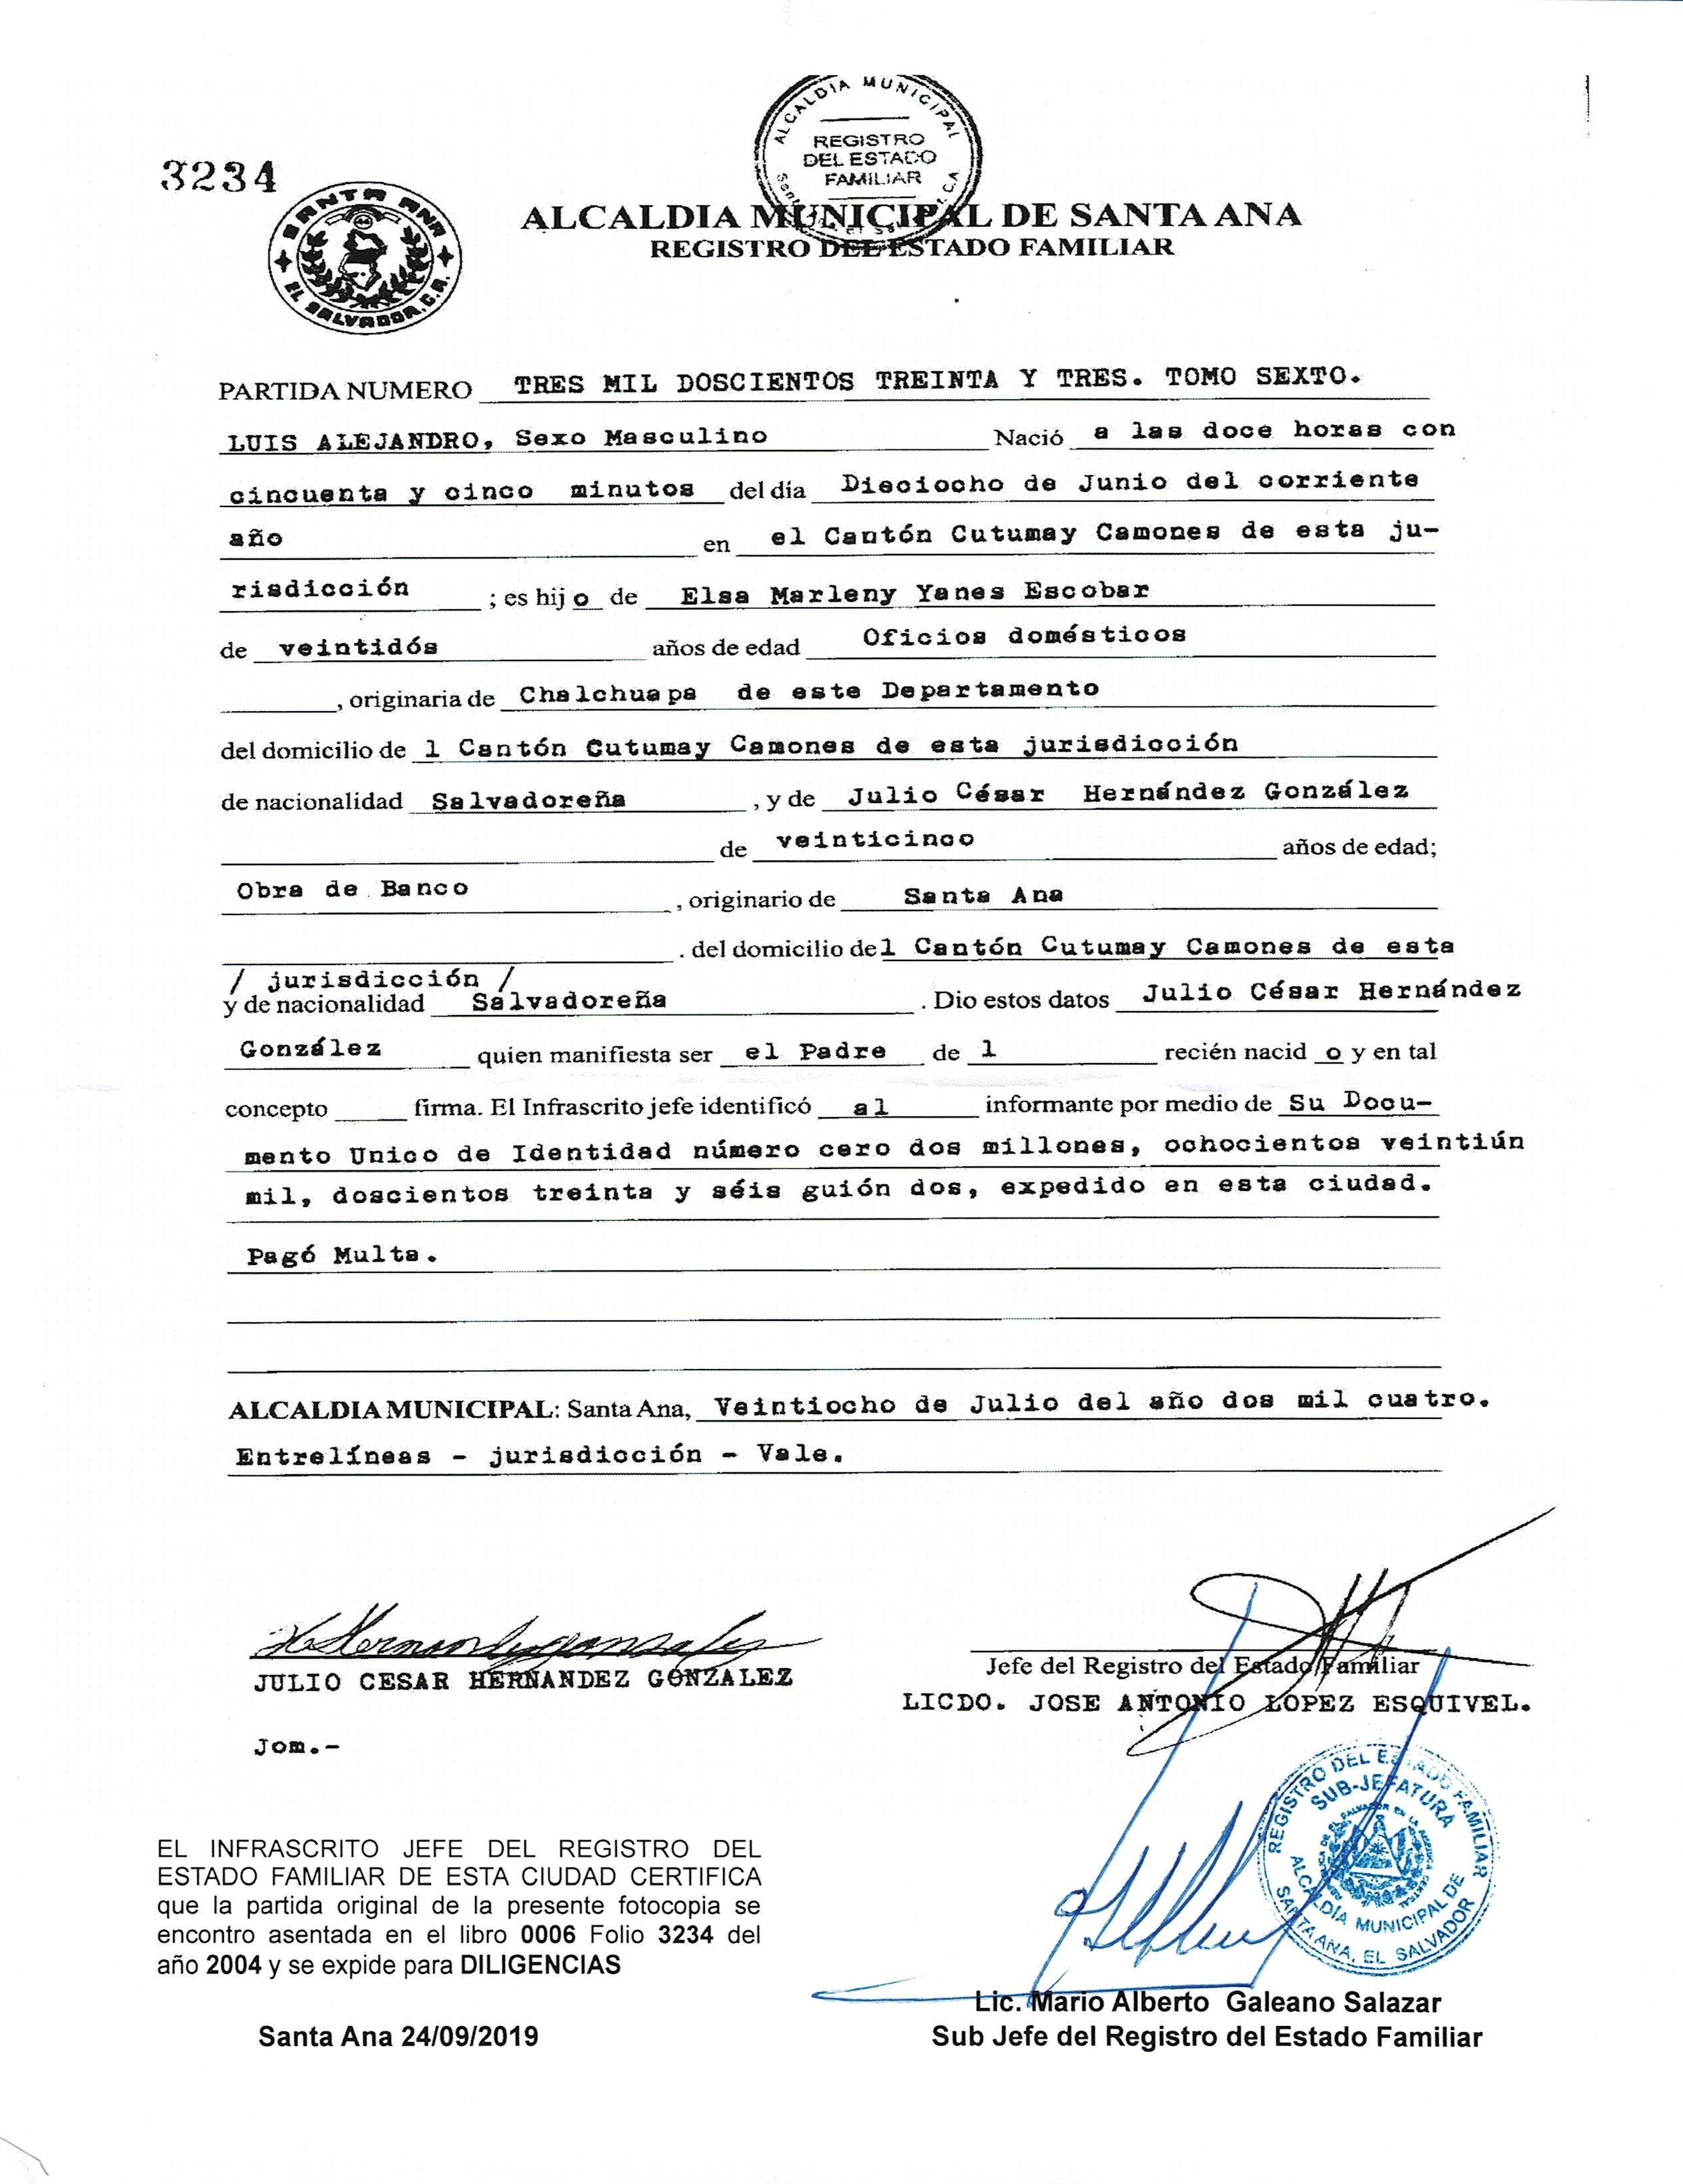 ALCALDIA MUNICIPAL
REGISTRO
DEL ESTADO
FAMILIAR
3234
SANTA ANA
EL SALVADOR, C.A.
ALCALDIA MUNICIPAL DE SANTA ANA
REGISTRO DEL ESTADO FAMILIAR
PARTIDA NUMERO TRES MIL DOSCIENTOS TREINTA Y TRES. TOMO SEXTO.
LUIS ALEJANDRO, Sexo Masculino Nació a las doce horas con
cincuenta y cinco minutos del día Dieciocho de Junio del corriente
año en el Cantón Cutumay Camones de esta ju-
risdicción ; es hijo de Elsa Marleny Yanes Escobar
de veintidós años de edad Oficios domésticos
, originaria de Chalchuapa de este Departamento
del domicilio de l Cantón Cutumay Camones de esta jurisdicción
de nacionalidad Salvadoreña , y de Julio César Hernández González
de veinticinco años de edad;
Obra de Banco , originario de Santa Ana
. del domicilio del Cantón Cutumay Camones de esta
/ jurisdicción /
y de nacionalidad Salvadoreña . Dio estos datos Julio César Hernández
González quien manifiesta ser el Padre de l recién nacid o y en tal
concepto firma. El Infrascrito jefe identificó al informante por medio de Su Docu-
mento Unico de Identidad número cero dos millones, ochocientos veintiún
mil, doscientos treinta y séis guión dos, expedido en esta ciudad.
Pagó Multa.
ALCALDIA MUNICIPAL: Santa Ana, Veintiocho de Julio del año dos mil cuatro.
Entrelíneas - jurisdicción - Vale.
Jefe del Registro del Estado Familiar
JULIO CESAR HERNANDEZ GONZALEZ
LICDO. JOSE ANTONIO LOPEZ ESQUIVEL.
Jom.-
REGISTRO DEL ESTADO FAMILIAR
SUB-JEFATURA
ALCALDÍA MUNICIPAL DE
SANTA ANA, EL SALVADOR
EL INFRASCRITO JEFE DEL REGISTRO DEL
ESTADO FAMILIAR DE ESTA CIUDAD CERTIFICA
que la partida original de la presente fotocopia se
encontro asentada en el libro 0006 Folio 3234 del
año 2004 y se expide para DILIGENCIAS
Santa Ana 24/09/2019
Lic. Mario Alberto Galeano Salazar
Sub Jefe del Registro del Estado Familiar